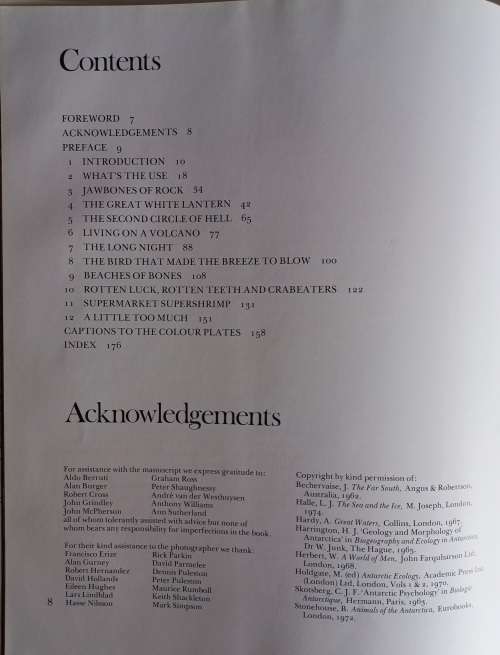 Contents
FOREWORD 7
ACKNOWLEDGEMENTS 8
PREFACE 9
1 INTRODUCTION 10
2 WHAT'S THE USE 18
3 JAWBONES OF ROCK 34
4 THE GREAT WHITE LANTERN 42
5 THE SECOND CIRCLE OF HELL 65
6 LIVING ON A VOLCANO 77
7 THE LONG NIGHT 88
8 THE BIRD THAT MADE THE BREEZE TO BLOW 100
9 BEACHES OF BONES 108
10 ROTTEN LUCK, ROTTEN TEETH AND CRABEATERS 122
11 SUPERMARKET SUPERSHRIMP 131
12 A LITTLE TOO MUCH 151
CAPTIONS TO THE COLOUR PLATES 158
INDEX 176
Acknowledgements
For assistance with the manuscript we express gratitude to:
Aldo Berruti Graham Ross
Alan Burger Peter Shaughnessy
Robert Cross André van der Westhuysen
John Grindley Anthony Williams
John McPherson Ann Sutherland
all of whom tolerantly assisted with advice but none of
whom bears any responsibility for imperfections in the book.
For their kind assistance to the photographer we thank:
Francisco Erize Rick Parkin
Alan Gurney David Parmelee
Robert Hernandez Dennis Puleston
David Hollands Peter Puleston
Eileen Hughes Maurice Rumboll
Lars Lindblad Keith Shackleton
Hasse Nilsson Mark Simpson
8
Copyright by kind permission of:
Bechervaise, J. The Far South, Angus & Robertson,
Australia, 1962.
Halle, L. J. The Sea and the Ice, M. Joseph, London,
1974.
Hardy, A. Great Waters, Collins, London, 1967.
Harrington, H. J. 'Geology and Morphology of
Antarctica' in Biogeography and Ecology in Antarctica,
Dr W. Junk, The Hague, 1965.
Herbert, W. A World of Men, John Farquharson Ltd,
London, 1968.
Holdgate, M. (ed) Antarctic Ecology, Academic Press Inc
(London) Ltd, London, Vols 1 & 2, 1970.
Skotsberg, C. J. F. 'Antarctic Psychology' in Biologie
Antarctique, Hermann, Paris, 1963.
Stonehouse, B. Animals of the Antarctica, Eurobooks,
London, 1972.